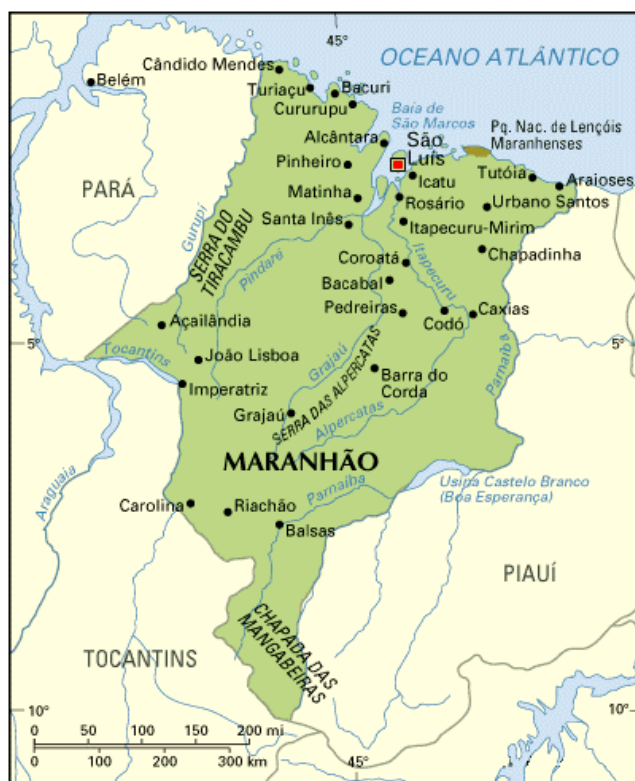 45°
OCEANO ATLÂNTICO
Cândido Mendes
Belém
Turiaçu
Bacuri
Cururupu
Baía de
São Marcos
Alcântara
São
Luís
Pq. Nac. de Lençóis
Maranhenses
Pinheiro
Icatu
Tutóia
Araioses
PARÁ
Matinha
Rosário
Urbano Santos
Gurupi
SERRA DO
TIRACAMBU
Santa Inês
Itapecuru-Mirim
Pindare
Coroatá
Itapecuru
Chapadinha
Bacabal
Pedreiras
Codó
Caxias
Açailândia
5°
5°
Tocantins
João Lisboa
Grajaú
Parnaíba
Imperatriz
SERRA DAS ALPERCATAS
Barra do
Corda
Grajaú
Alpercatas
MARANHÃO
Araguaia
Parnaíba
Usina Castelo Branco
(Boa Esperança)
Carolina
Riachão
Balsas
PIAUÍ
CHAPADA DAS
MANGABEIRAS
TOCANTINS
10°
10°
0 50 100 150 200 mi
0 100 200 300 km
45°